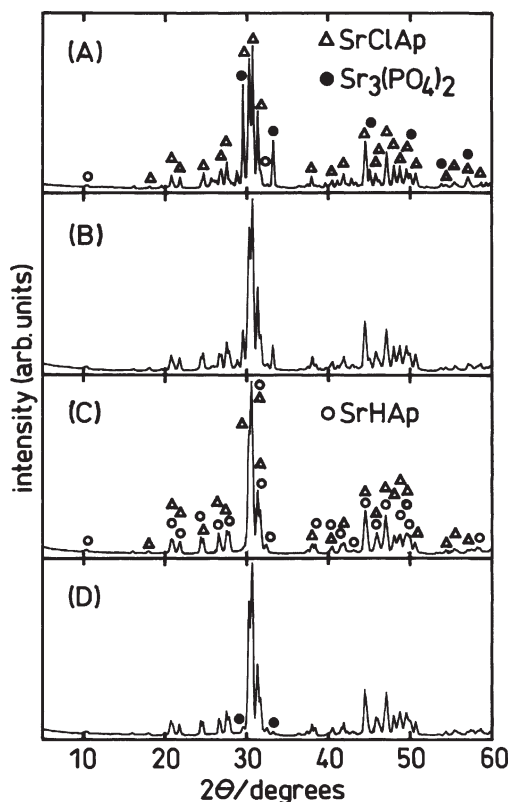 (A)
△ SrClAp
● Sr₃(PO₄)₂
(B)
(C)
○ SrHAp
(D)
intensity (arb. units)
10 20 30 40 50 60
2θ/degrees